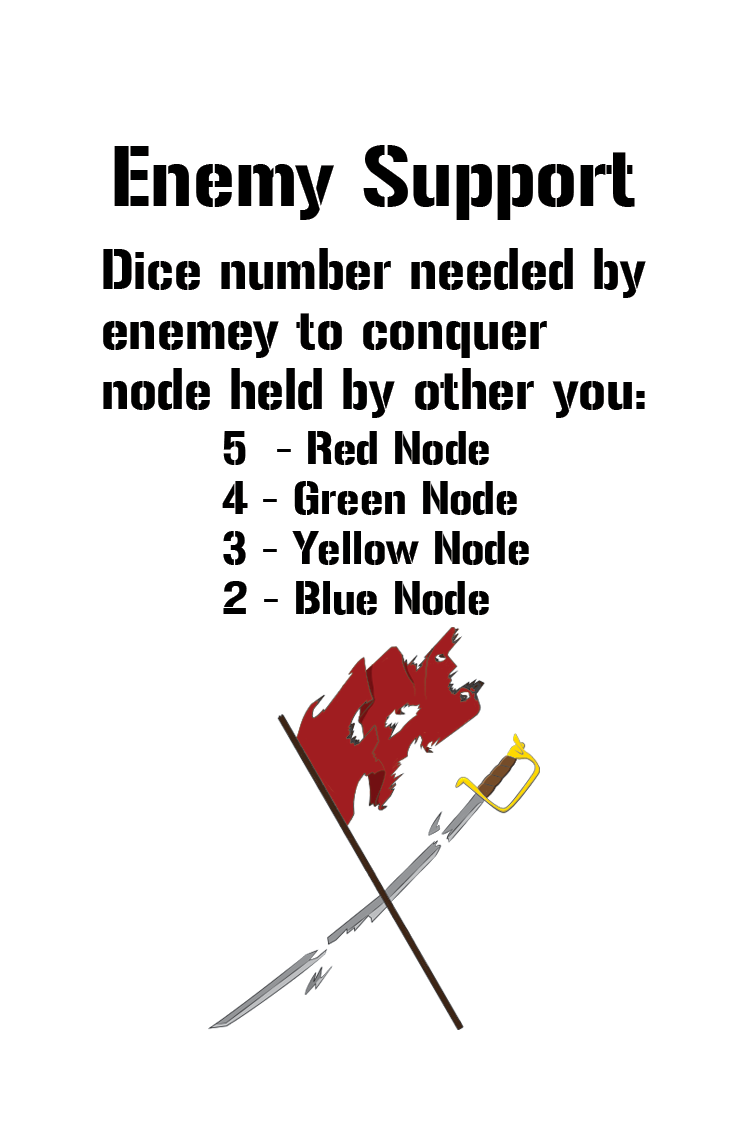 Enemy Support
Dice number needed by
enemey to conquer
node held by other you:
5 - Red Node
4 - Green Node
3 - Yellow Node
2 - Blue Node